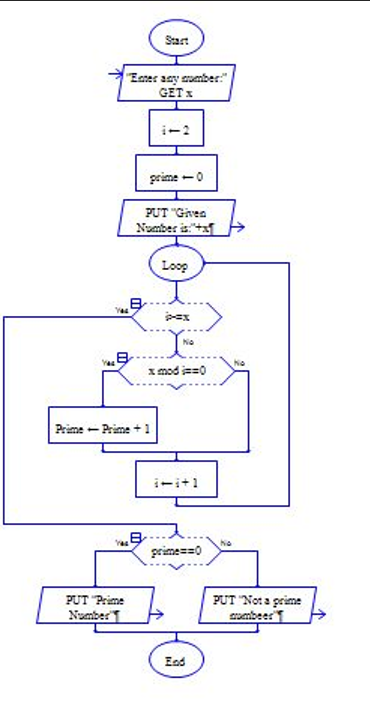 Start
"Enter any number:"
GET x
i ← 2
prime ← 0
PUT "Given
Number is:"+x¶
Loop
Yes
i>=x
No
Yes
x mod i==0
No
Prime ← Prime + 1
i ← i + 1
Yes
prime==0
No
PUT "Prime
Number"¶
PUT "Not a prime
numbeer"¶
End